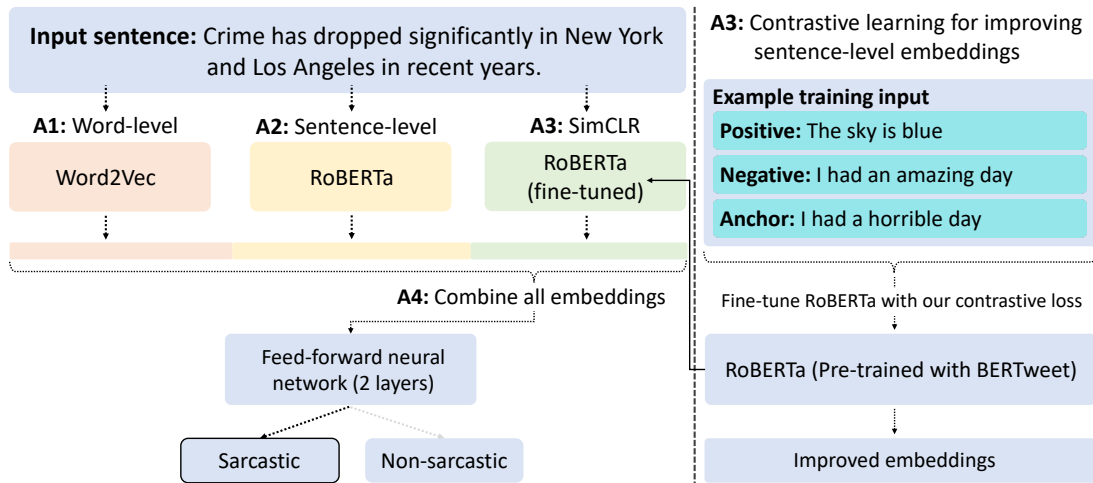 Input sentence: Crime has dropped significantly in New York
and Los Angeles in recent years.
A1: Word-level
A2: Sentence-level
A3: SimCLR
Word2Vec
RoBERTa
RoBERTa
(fine-tuned)
A4: Combine all embeddings
Feed-forward neural
network (2 layers)
Sarcastic
Non-sarcastic
A3: Contrastive learning for improving
sentence-level embeddings
Example training input
Positive: The sky is blue
Negative: I had an amazing day
Anchor: I had a horrible day
Fine-tune RoBERTa with our contrastive loss
RoBERTa (Pre-trained with BERTweet)
Improved embeddings